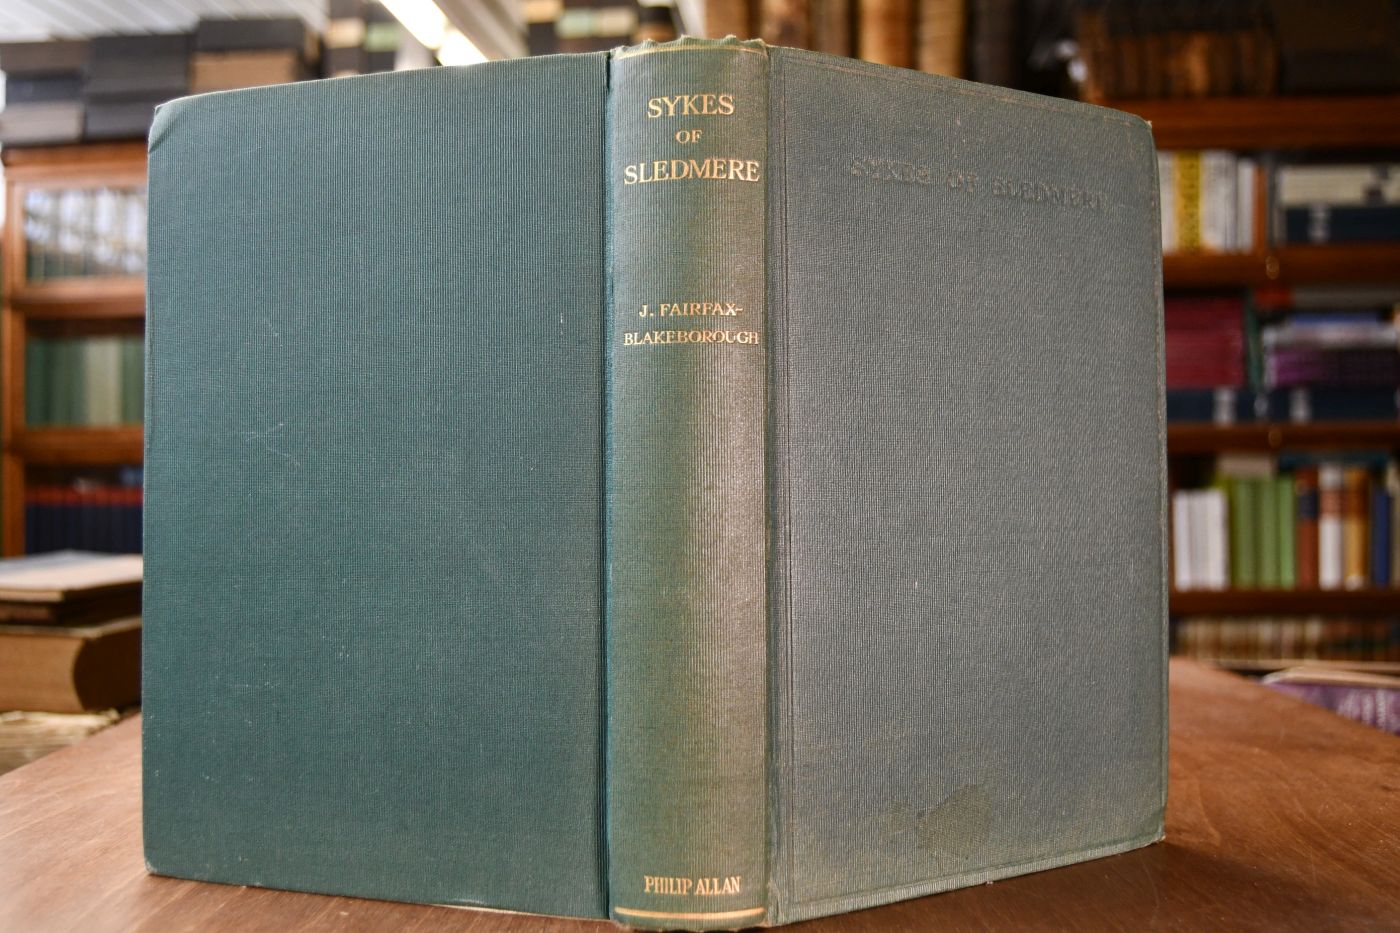 SYKES
OF
SLEDMERE
J. FAIRFAX-
BLAKEBOROUGH
PHILIP ALLAN
SYKES OF SLEDMERE